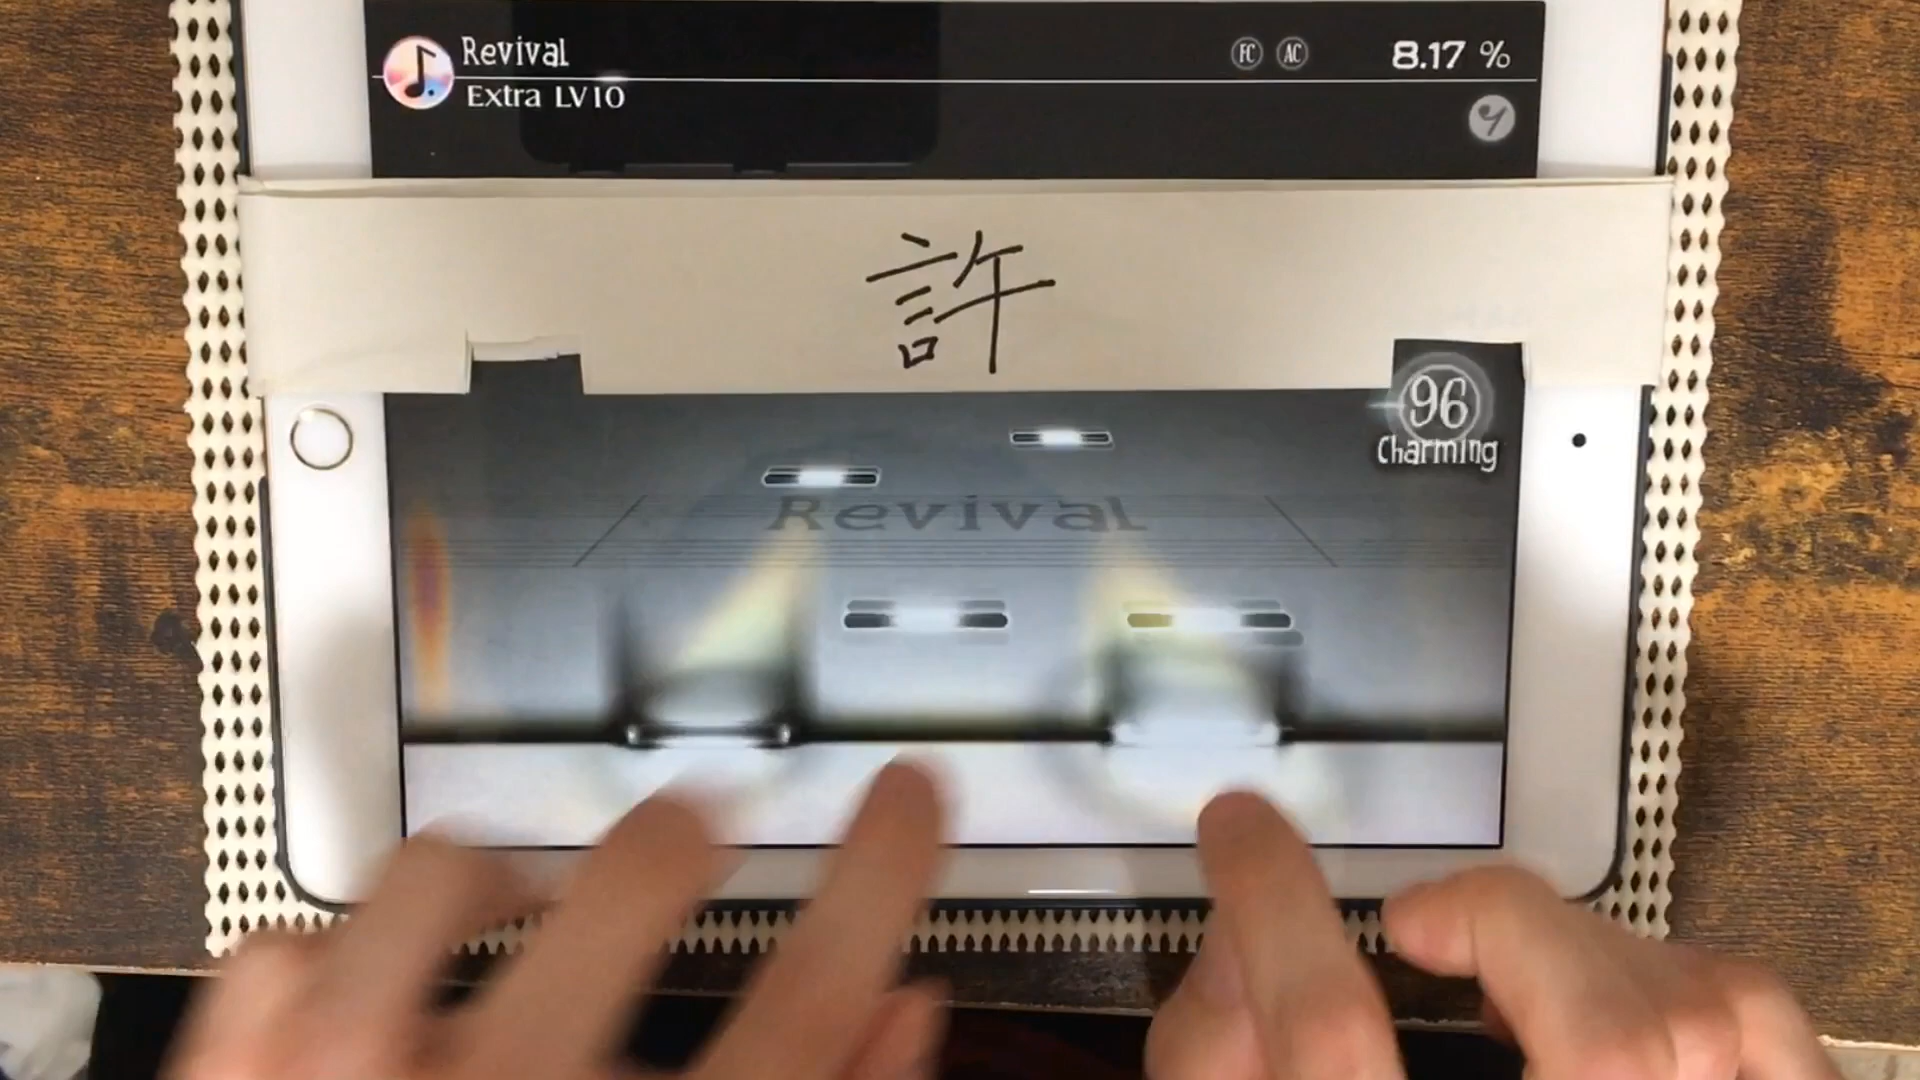 Revival
FC AC
8.17 %
Extra LV10
許
96
Charming
Revival